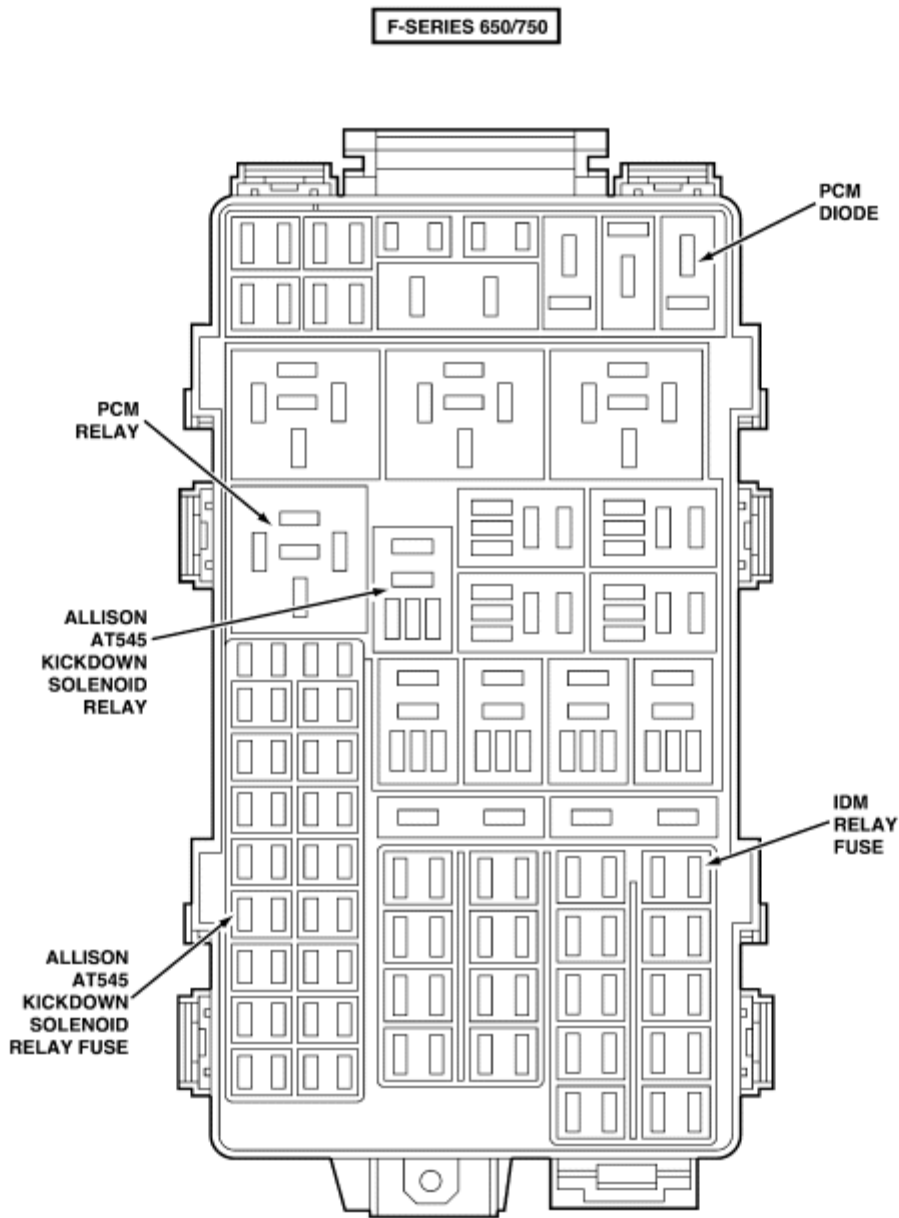 F-SERIES 650/750
PCM
DIODE
PCM
RELAY
ALLISON
AT545
KICKDOWN
SOLENOID
RELAY
IDM
RELAY
FUSE
ALLISON
AT545
KICKDOWN
SOLENOID
RELAY FUSE